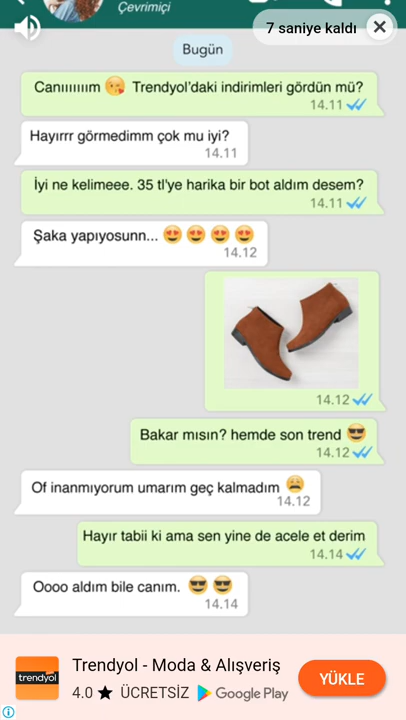 Çevrimiçi
7 saniye kaldı
Bugün
Canıııııım 😘 Trendyol'daki indirimleri gördün mü?
14.11
Hayırrr görmedimm çok mu iyi?
14.11
İyi ne kelimeee. 35 tl'ye harika bir bot aldım desem?
14.11
Şaka yapıyosunn... 😍 😍 😍 😍
14.12
14.12
Bakar mısın? hemde son trend 😎
14.12
Of inanmıyorum umarım geç kalmadım 😩
14.12
Hayır tabii ki ama sen yine de acele et derim
14.14
Oooo aldım bile canım. 😎 😎
14.14
trendyol
Trendyol - Moda & Alışveriş
4.0 ★ ÜCRETSİZ Google Play
YÜKLE